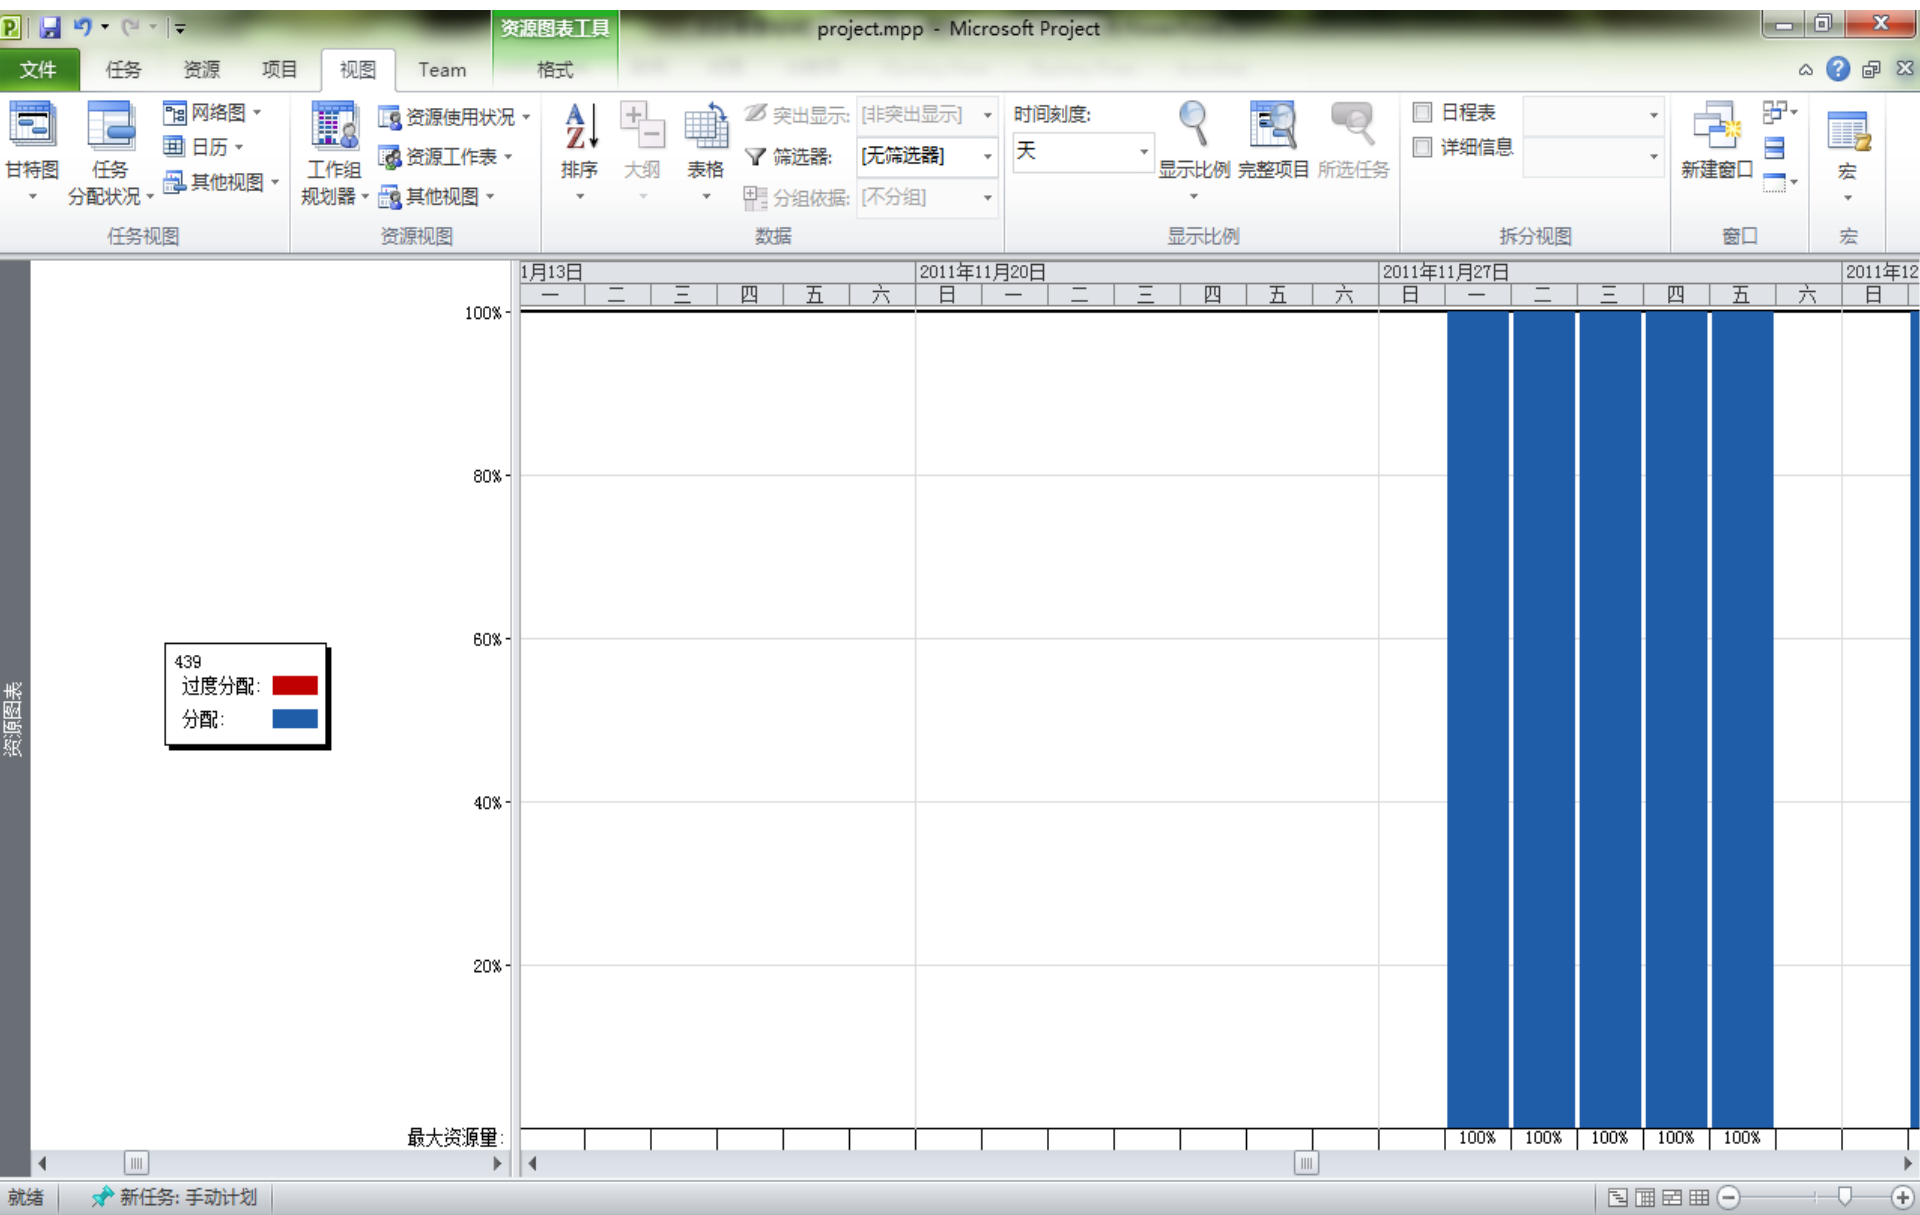 资源图表工具
project.mpp - Microsoft Project
文件 任务 资源 项目 视图 Team 格式
网络图 资源使用状况 突出显示: [非突出显示] 时间刻度: 日程表
日历 资源工作表 筛选器: [无筛选器] 天 详细信息
甘特图 任务 工作组 排序 大纲 表格 显示比例 完整项目 所选任务 新建窗口 宏
分配状况 其他视图 规划器 其他视图 分组依据: [不分组]
任务视图 资源视图 数据 显示比例 拆分视图 窗口 宏
1月13日 2011年11月20日 2011年11月27日 2011年12
一 二 三 四 五 六 日 一 二 三 四 五 六 日 一 二 三 四 五 六 日
100%
80%
60%
439
过度分配:
分配:
资源图表
40%
20%
最大资源量: 100% 100% 100% 100% 100%
就绪 新任务: 手动计划